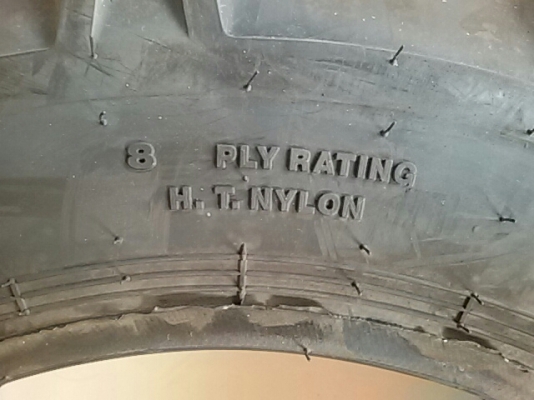 8 PLY RATING
H. T. NYLON